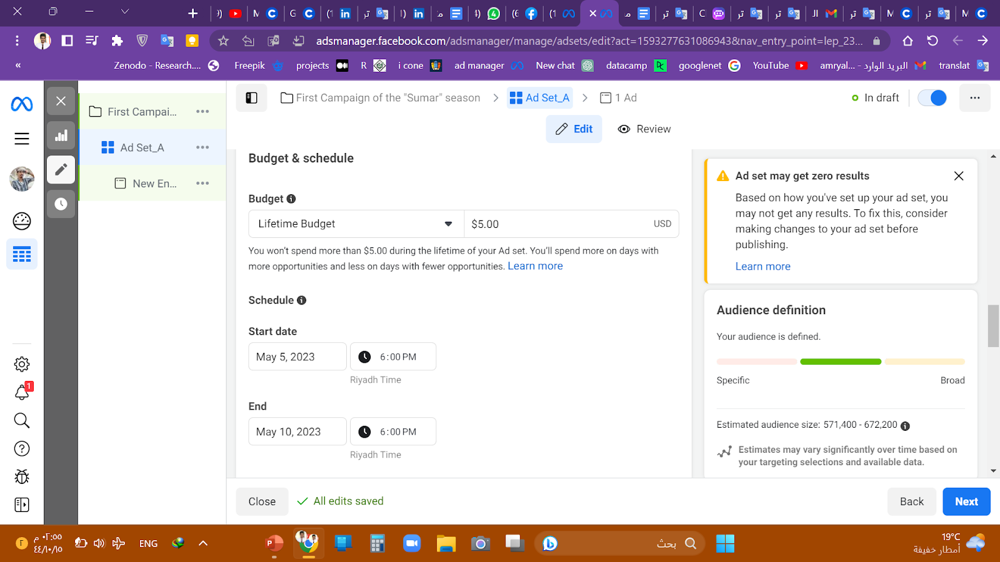 adsmanager.facebook.com/adsmanager/manage/adsets/edit?act=1593277631086943&nav_entry_point=lep_23...
«
Zenodo - Research....
Freepik
projects
R
i cone
ad manager
New chat
datacamp
googlenet
YouTube
البريد الوارد - ...amryal
translat
First Campaign of the "Sumar" season
Ad Set_A
1 Ad
In draft
Edit
Review
First Campai...
Ad Set_A
New En...
Budget & schedule
Budget
Lifetime Budget
$5.00
USD
You won't spend more than $5.00 during the lifetime of your Ad set. You'll spend more on days with
more opportunities and less on days with fewer opportunities. Learn more
Schedule
Start date
May 5, 2023
6:00 PM
Riyadh Time
End
May 10, 2023
6:00 PM
Riyadh Time
Ad set may get zero results
Based on how you've set up your ad set, you
may not get any results. To fix this, consider
making changes to your ad set before
publishing.
Learn more
Audience definition
Your audience is defined.
Specific
Broad
Estimated audience size: 571,400 - 672,200
Estimates may vary significantly over time based on
your targeting selections and available data.
1
Close
All edits saved
Back
Next
٠٢:٥٥ م
٤٤/١٠/١٥
ENG
بحث
19°C
أمطار خفيفة